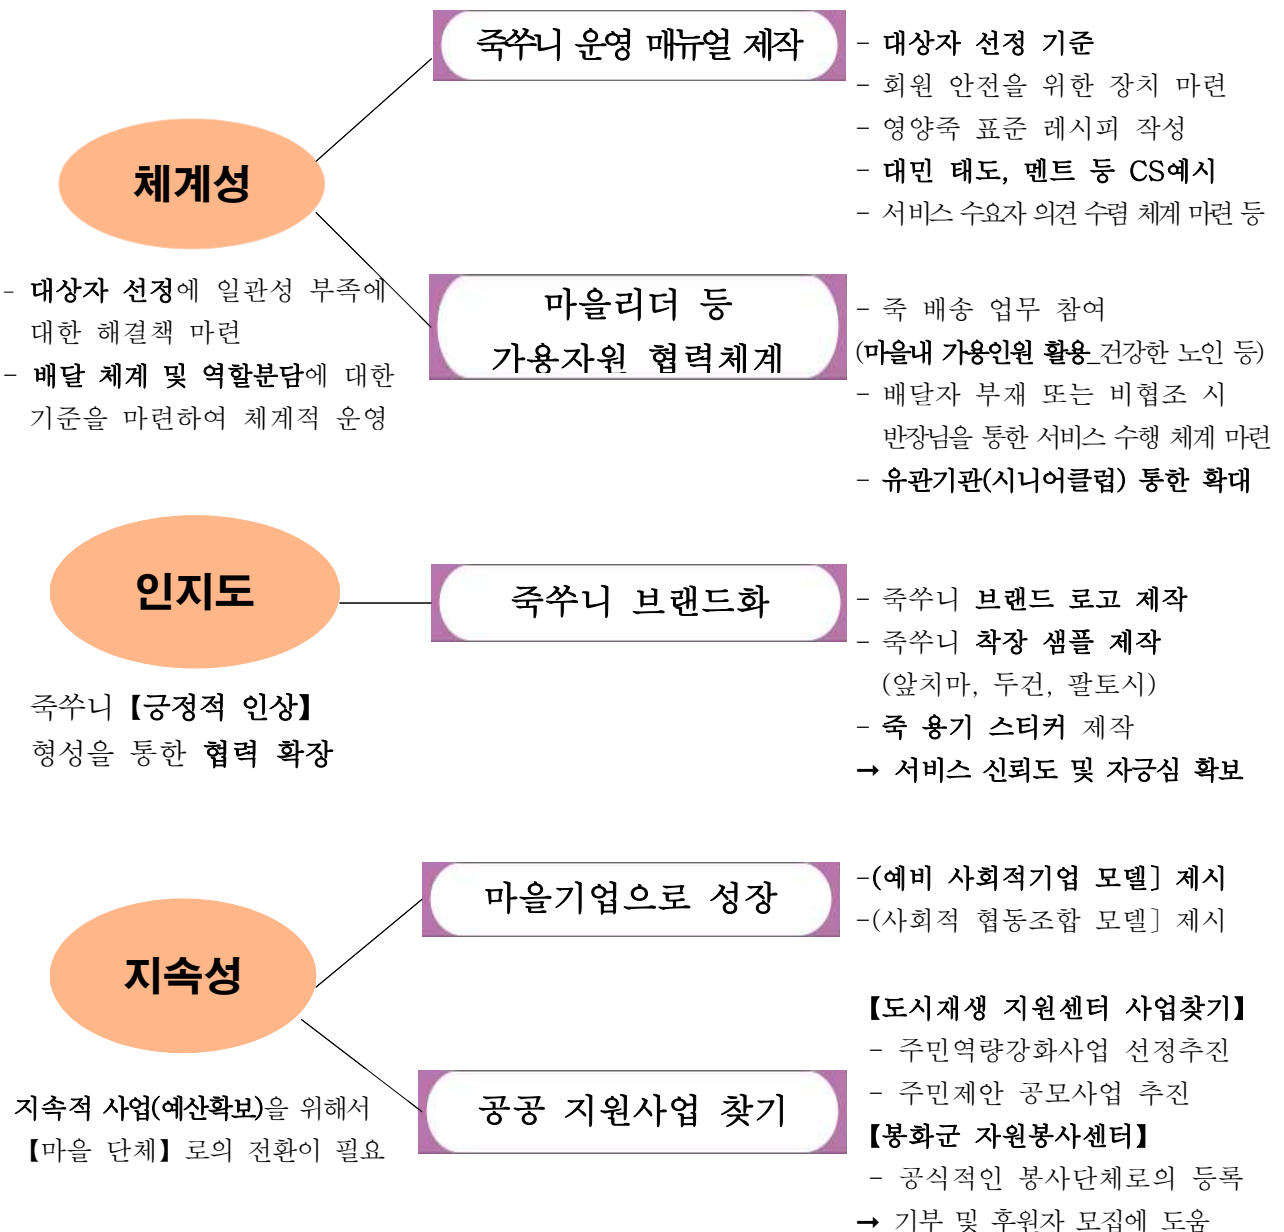 체계성
- 대상자 선정에 일관성 부족에
대한 해결책 마련
- 배달 체계 및 역할분담에 대한
기준을 마련하여 체계적 운영
죽쑤니 운영 매뉴얼 제작
- 대상자 선정 기준
- 회원 안전을 위한 장치 마련
- 영양죽 표준 레시피 작성
- 대민 태도, 멘트 등 CS예시
- 서비스 수요자 의견 수렴 체계 마련 등
마을리더 등
가용자원 협력체계
- 죽 배송 업무 참여
(마을내 가용인원 활용_건강한 노인 등)
- 배달자 부재 또는 비협조 시
반장님을 통한 서비스 수행 체계 마련
- 유관기관(시니어클럽) 통한 확대
인지도
죽쑤니【긍정적 인상】
형성을 통한 협력 확장
죽쑤니 브랜드화
- 죽쑤니 브랜드 로고 제작
- 죽쑤니 착장 샘플 제작
(앞치마, 두건, 팔토시)
- 죽 용기 스티커 제작
→ 서비스 신뢰도 및 자긍심 확보
지속성
지속적 사업(예산확보)을 위해서
【마을 단체】로의 전환이 필요
마을기업으로 성장
-(예비 사회적기업 모델] 제시
-(사회적 협동조합 모델] 제시
공공 지원사업 찾기
【도시재생 지원센터 사업찾기】
- 주민역량강화사업 선정추진
- 주민제안 공모사업 추진
【봉화군 자원봉사센터】
- 공식적인 봉사단체로의 등록
→ 기부 및 후원자 모집에 도움